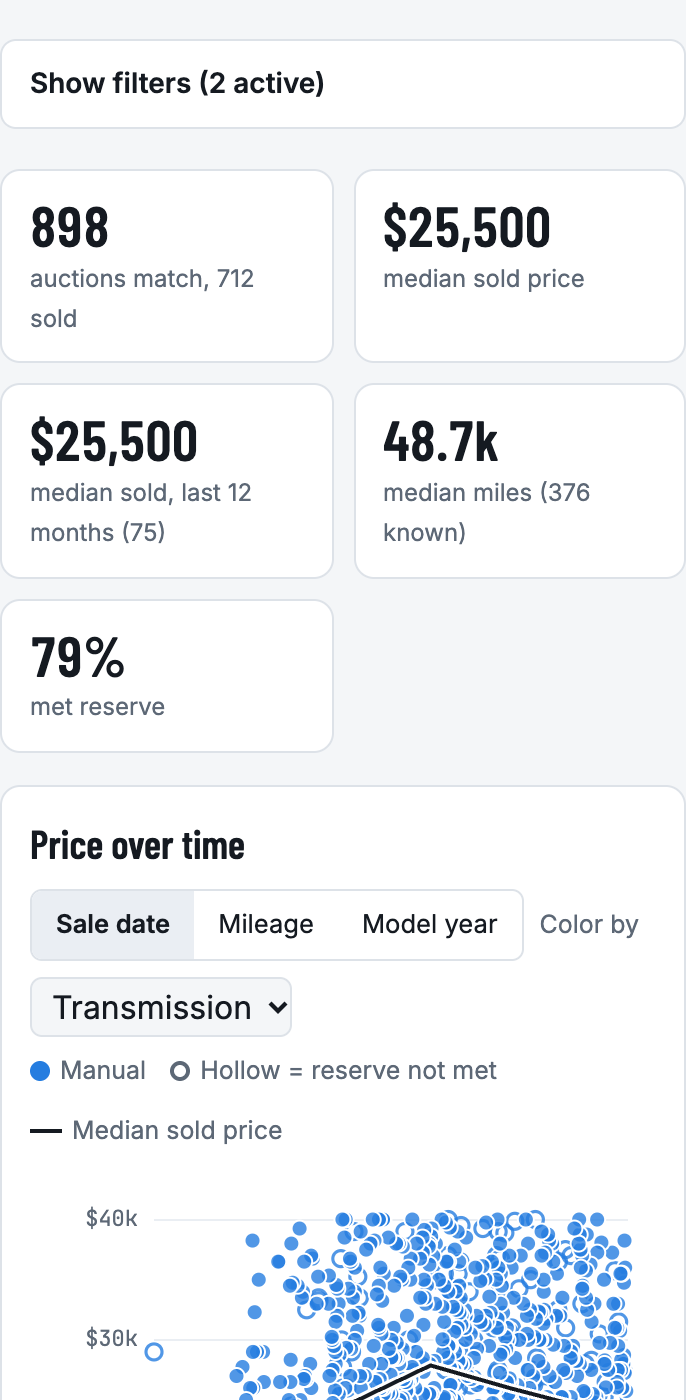 Show filters (2 active)
898
auctions match, 712
sold
$25,500
median sold price
$25,500
median sold, last 12
months (75)
48.7k
median miles (376
known)
79%
met reserve
Price over time
Sale date Mileage Model year Color by
Transmission
Manual Hollow = reserve not met
Median sold price
$40k
$30k